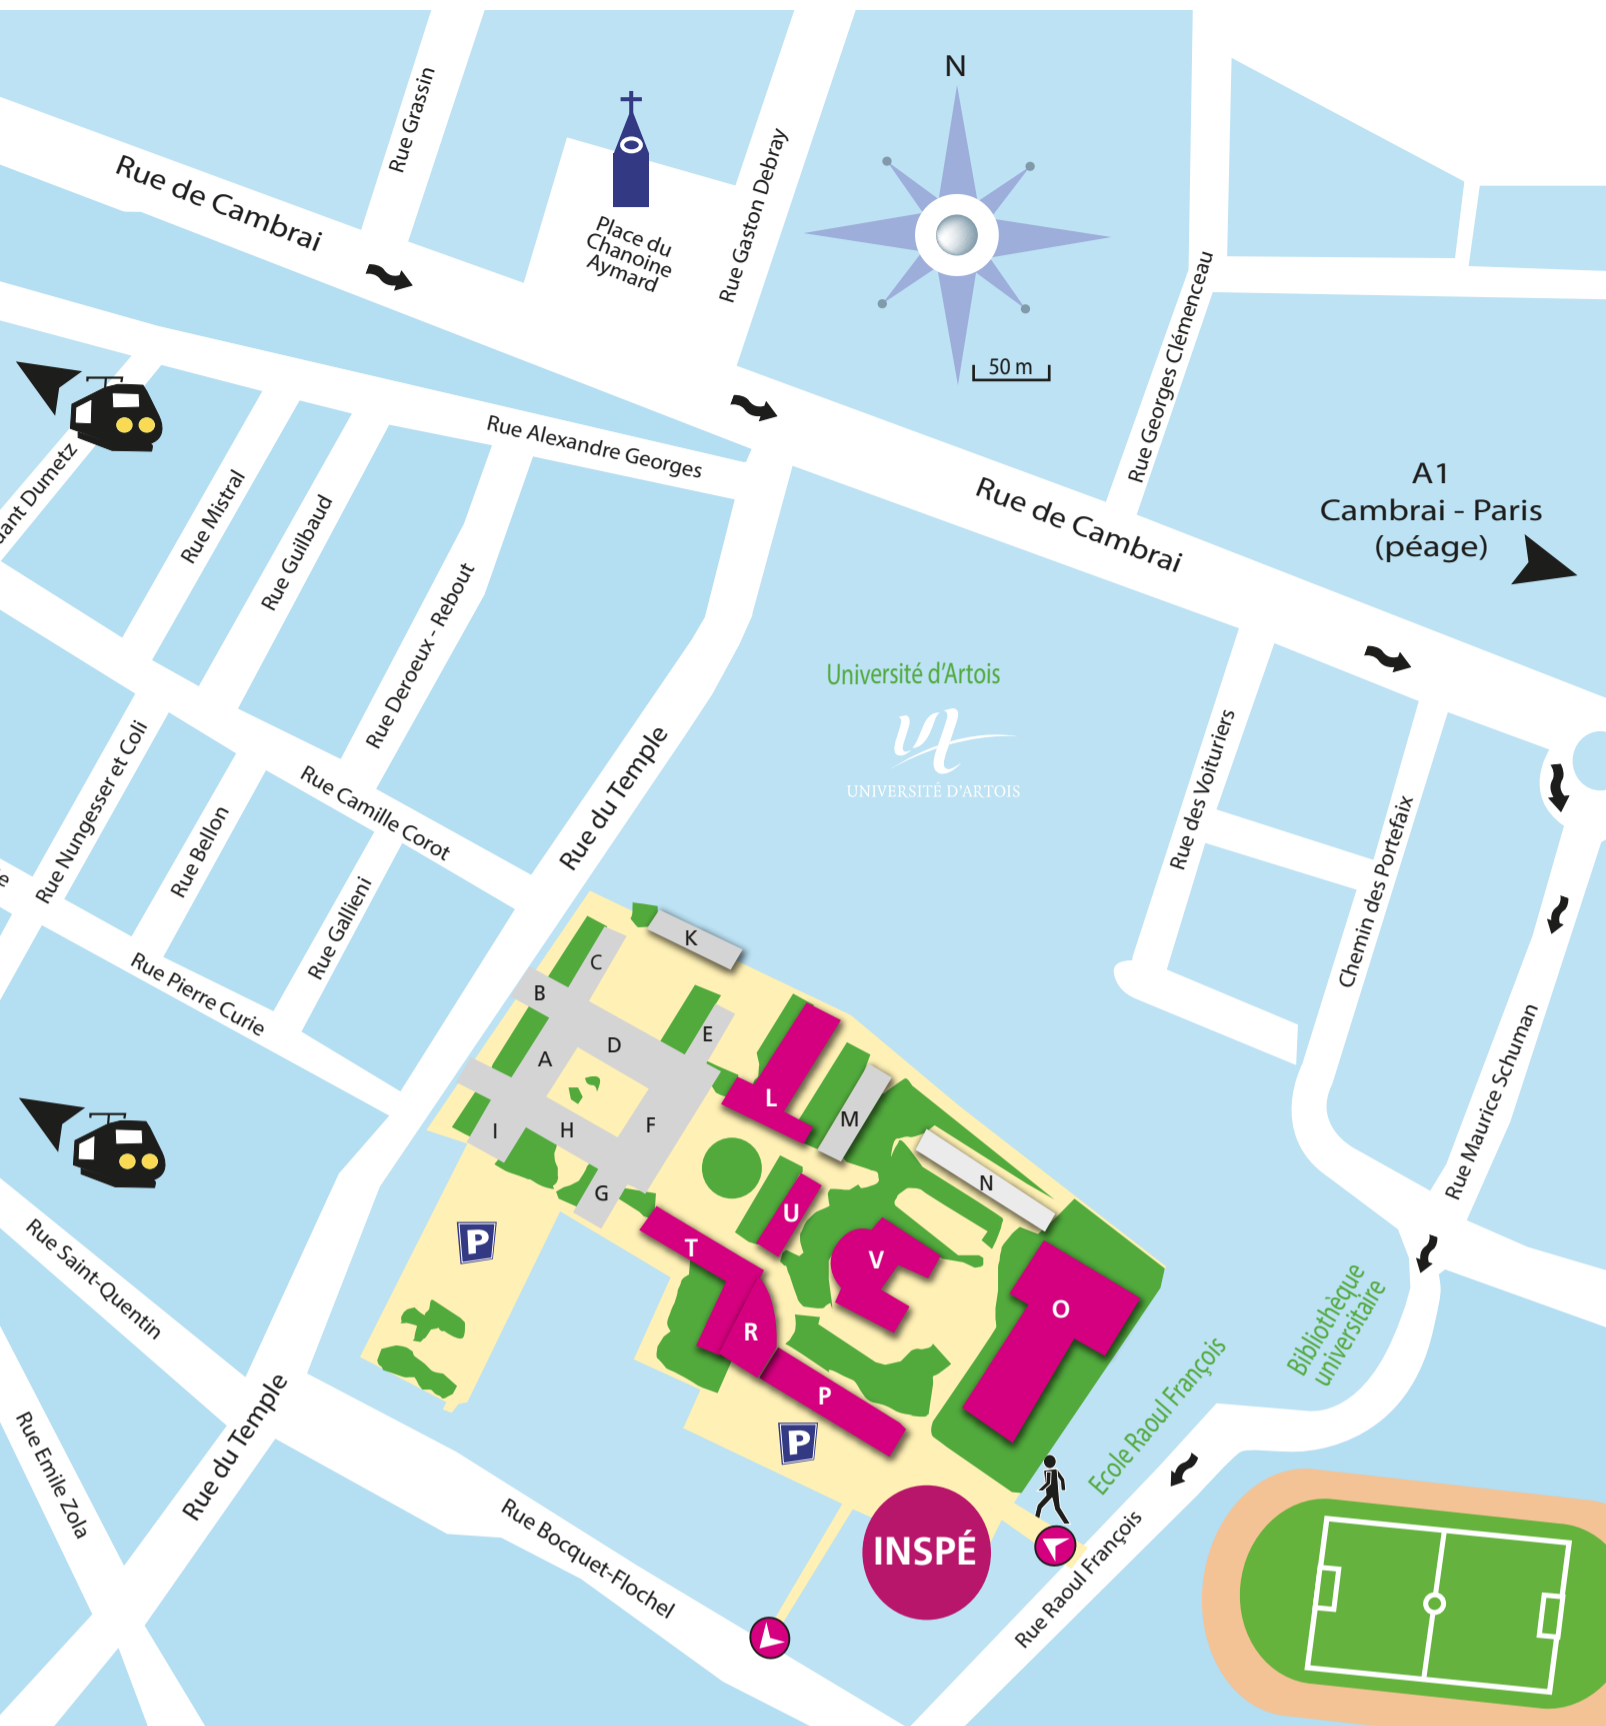 N
Rue Grassin
Rue de Cambrai
Place du
Chanoine
Aymard
Rue Gaston Debray
50 m
Rue Georges Clémenceau
Rue Alexandre Georges
A1
Cambrai - Paris
(péage)
Rue de Cambrai
Dumetz
Rue Mistral
Rue Guilbaud
Rue Deroeux - Rebout
Université d'Artois
UNIVERSITÉ D'ARTOIS
Rue Nungesser et Coli
Rue Bellon
Rue Camille Corot
Rue Gallieni
Rue du Temple
Rue des Voituriers
Chemin des Portefaix
Rue Maurice Schuman
Rue Pierre Curie
K
C
B
D
E
A
L
M
F
H
I
G
N
U
T
V
O
R
P
P
P
Rue Saint-Quentin
Rue Emile Zola
Rue du Temple
Rue Bocquet-Flochel
INSPÉ
Ecole Raoul François
Bibliothèque
universitaire
Rue Raoul François